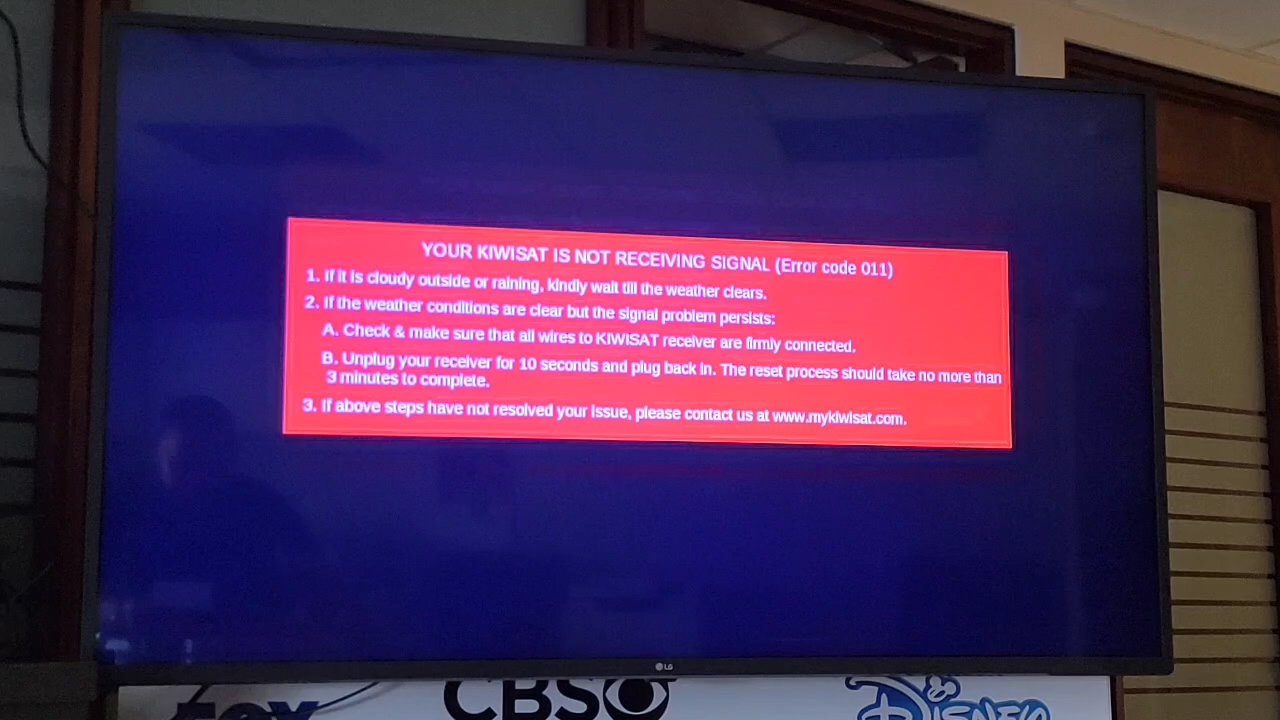 YOUR KIWISAT IS NOT RECEIVING SIGNAL (Error code 011)
1. If it is cloudy outside or raining, kindly wait till the weather clears.
2. If the weather conditions are clear but the signal problem persists:
A. Check & make sure that all wires to KIWISAT receiver are firmly connected.
B. Unplug your receiver for 10 seconds and plug back in. The reset process should take no more than
3 minutes to complete.
3. If above steps have not resolved your issue, please contact us at www.mykiwisat.com.
LG
FOX CBS Disney